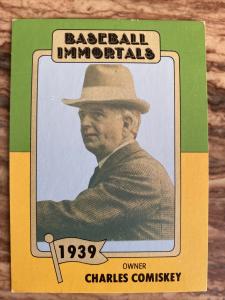 BASEBALL
IMMORTALS
1939
OWNER
CHARLES COMISKEY